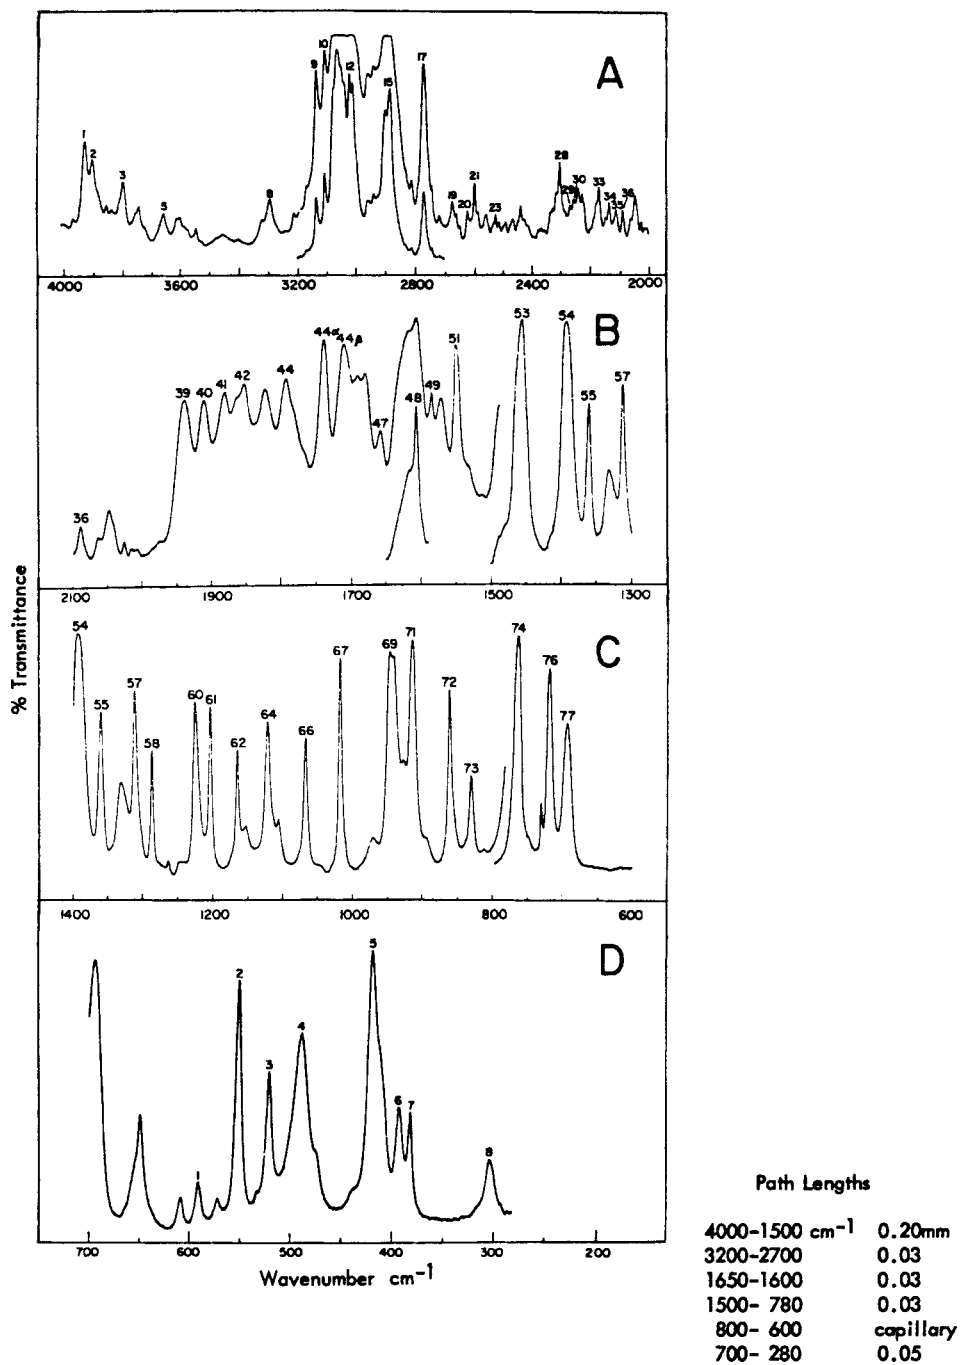 A
1 2 3 5 8 9 10 12 15 17 19 20 21 23 28 29 30 33 34 35 36
4000 3600 3200 2800 2400 2000
B
36 39 40 41 42 44 44α 44β 47 48 49 51 53 54 55 57
2100 1900 1700 1500 1300
C
54 55 57 58 60 61 62 64 66 67 69 71 72 73 74 76 77
1400 1200 1000 800 600
% Transmittance
D
1 2 3 4 5 6 7 8
700 600 500 400 300 200
Wavenumber cm-1
Path Lengths
4000-1500 cm-1 0.20mm
3200-2700 0.03
1650-1600 0.03
1500- 780 0.03
800- 600 capillary
700- 280 0.05